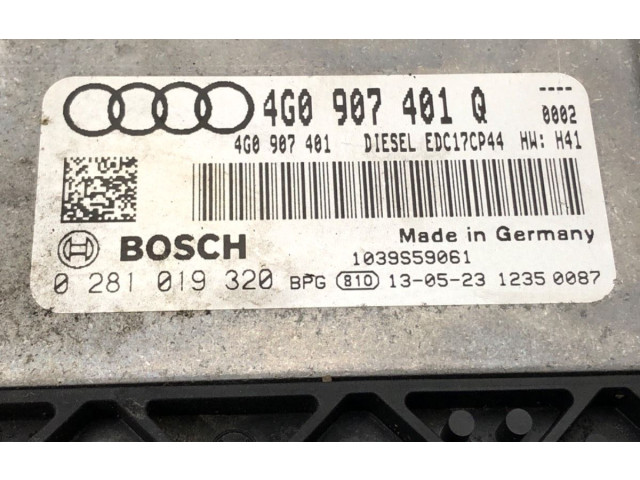 4G0 907 401 Q ----
0002
4G0 907 401 DIESEL EDC17CP44 HW: H41
BOSCH
Made in Germany
1039S59061
0 281 019 320 BPG 810 13-05-23 1235 0087